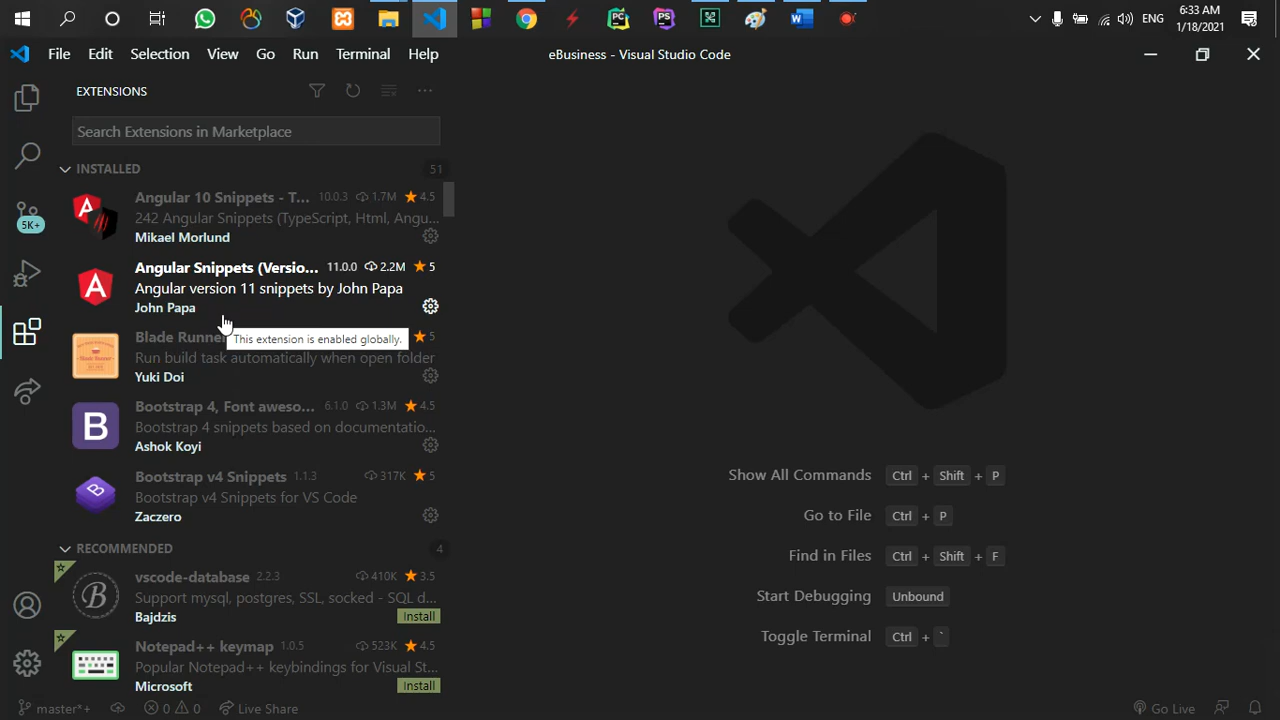 6:33 AM
ENG
1/18/2021
File Edit Selection View Go Run Terminal Help
eBusiness - Visual Studio Code
EXTENSIONS
Search Extensions in Marketplace
INSTALLED 51
Angular 10 Snippets - T... 10.0.3 1.7M 4.5
242 Angular Snippets (TypeScript, Html, Angu...
Mikael Morlund
Angular Snippets (Versio... 11.0.0 2.2M 5
Angular version 11 snippets by John Papa
John Papa
This extension is enabled globally.
Blade Runner 5
Run build task automatically when open folder
Yuki Doi
Bootstrap 4, Font aweso... 6.1.0 1.3M 4.5
Bootstrap 4 snippets based on documentatio...
Ashok Koyi
Bootstrap v4 Snippets 1.1.3 317K 5
Bootstrap v4 Snippets for VS Code
Zaczero
RECOMMENDED 4
vscode-database 2.2.3 410K 3.5
Support mysql, postgres, SSL, socked - SQL d...
Bajdzis Install
Notepad++ keymap 1.0.5 523K 4.5
Popular Notepad++ keybindings for Visual St...
Microsoft Install
5K+
Show All Commands Ctrl + Shift + P
Go to File Ctrl + P
Find in Files Ctrl + Shift + F
Start Debugging Unbound
Toggle Terminal Ctrl + `
master*+ 0 0 Live Share
Go Live